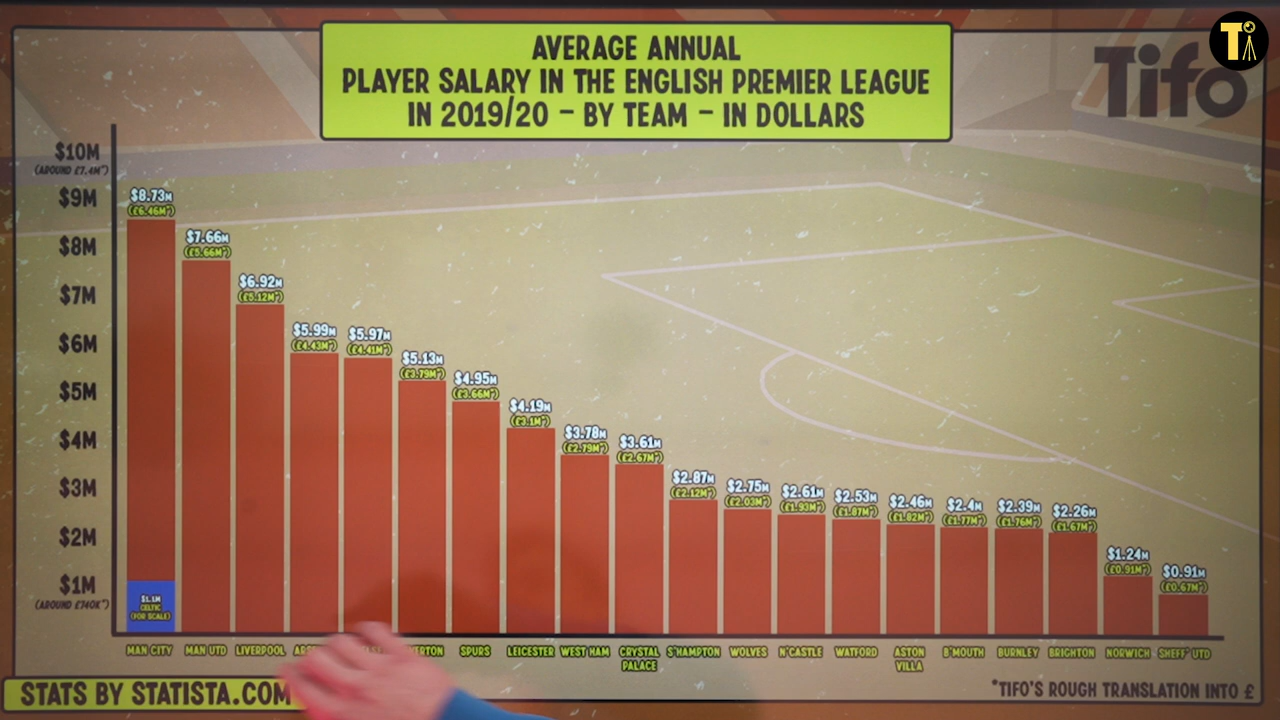 AVERAGE ANNUAL
PLAYER SALARY IN THE ENGLISH PREMIER LEAGUE
IN 2019/20 - BY TEAM - IN DOLLARS
T
Tifo
$10M
(AROUND £7.4M*)
$9M
$8M
$7M
$6M
$5M
$4M
$3M
$2M
$1M
(AROUND £740K*)
$8.73M
(£6.46M*)
$7.66M
(£5.66M*)
$6.92M
(£5.12M*)
$5.99M
(£4.43M*)
$5.97M
(£4.41M*)
$5.13M
(£3.79M*)
$4.95M
(£3.66M*)
$4.19M
(£3.1M*)
$3.78M
(£2.79M*)
$3.61M
(£2.67M*)
$2.87M
(£2.12M*)
$2.75M
(£2.03M*)
$2.61M
(£1.93M*)
$2.53M
(£1.87M*)
$2.46M
(£1.82M*)
$2.4M
(£1.77M*)
$2.39M
(£1.76M*)
$2.26M
(£1.67M*)
$1.24M
(£0.91M*)
$0.91M
(£0.67M*)
$1.1M
CELTIC
(FOR SCALE)
MAN CITY
MAN UTD
LIVERPOOL
SPURS
LEICESTER
WEST HAM
CRYSTAL
PALACE
S'HAMPTON
WOLVES
N'CASTLE
WATFORD
ASTON
VILLA
B'MOUTH
BURNLEY
BRIGHTON
NORWICH
SHEFF' UTD
STATS BY STATISTA.COM
*TIFO'S ROUGH TRANSLATION INTO £